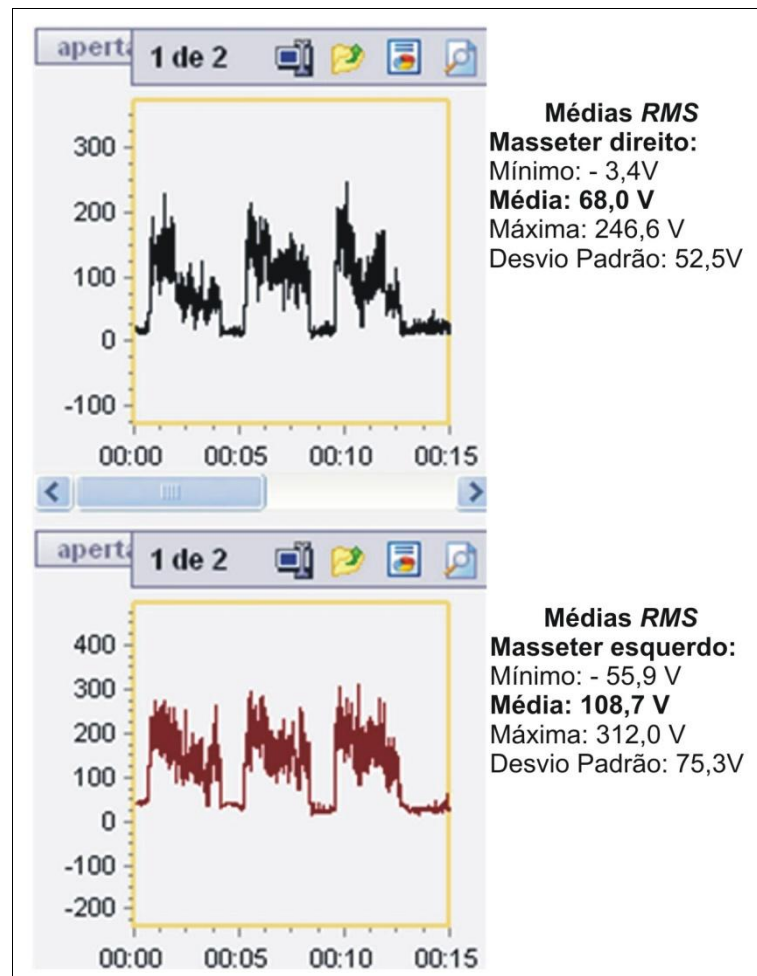 aperta
1 de 2
300
200
100
0
-100
00:00 00:05 00:10 00:15
Médias RMS
Masseter direito:
Mínimo: - 3,4V
Média: 68,0 V
Máxima: 246,6 V
Desvio Padrão: 52,5V
aperta
1 de 2
400
300
200
100
0
-100
-200
00:00 00:05 00:10 00:15
Médias RMS
Masseter esquerdo:
Mínimo: - 55,9 V
Média: 108,7 V
Máxima: 312,0 V
Desvio Padrão: 75,3V